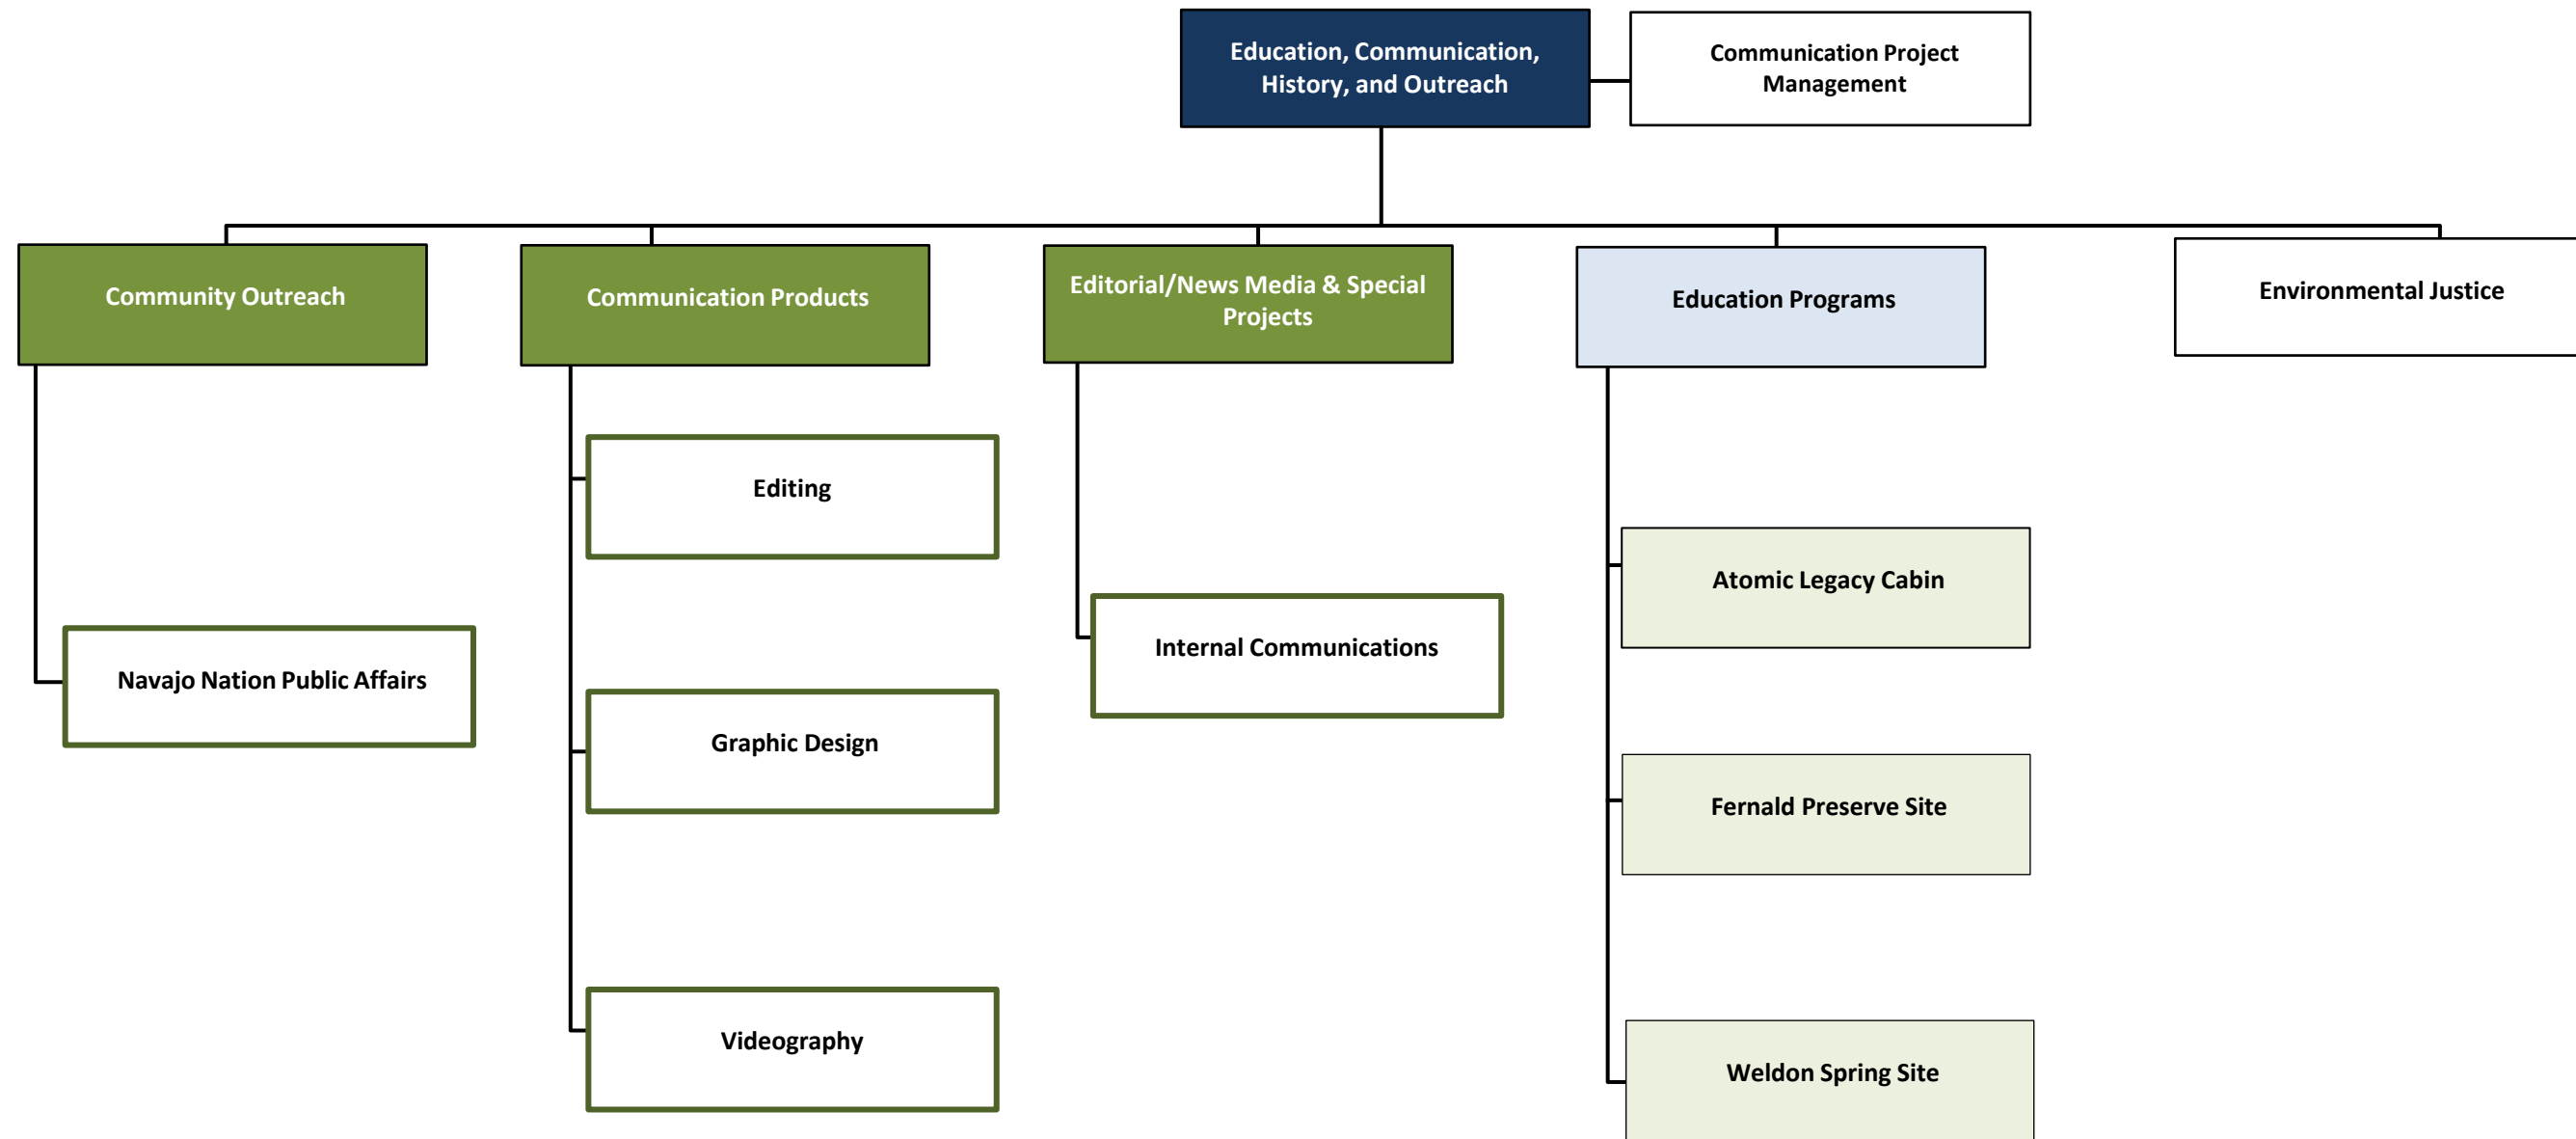 Education, Communication,
History, and Outreach
Communication Project
Management
Community Outreach
Communication Products
Editorial/News Media & Special
Projects
Education Programs
Environmental Justice
Navajo Nation Public Affairs
Editing
Graphic Design
Videography
Internal Communications
Atomic Legacy Cabin
Fernald Preserve Site
Weldon Spring Site